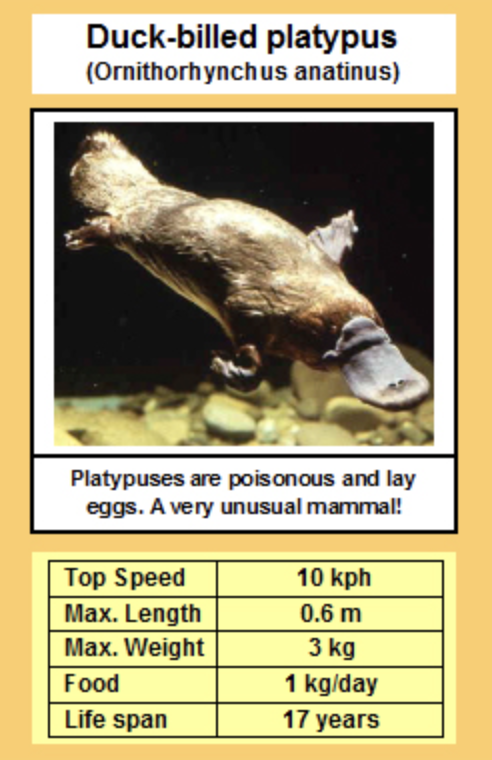 Duck-billed platypus
(Ornithorhynchus anatinus)
Platypuses are poisonous and lay
eggs. A very unusual mammal!
Top Speed 10 kph
Max. Length 0.6 m
Max. Weight 3 kg
Food 1 kg/day
Life span 17 years